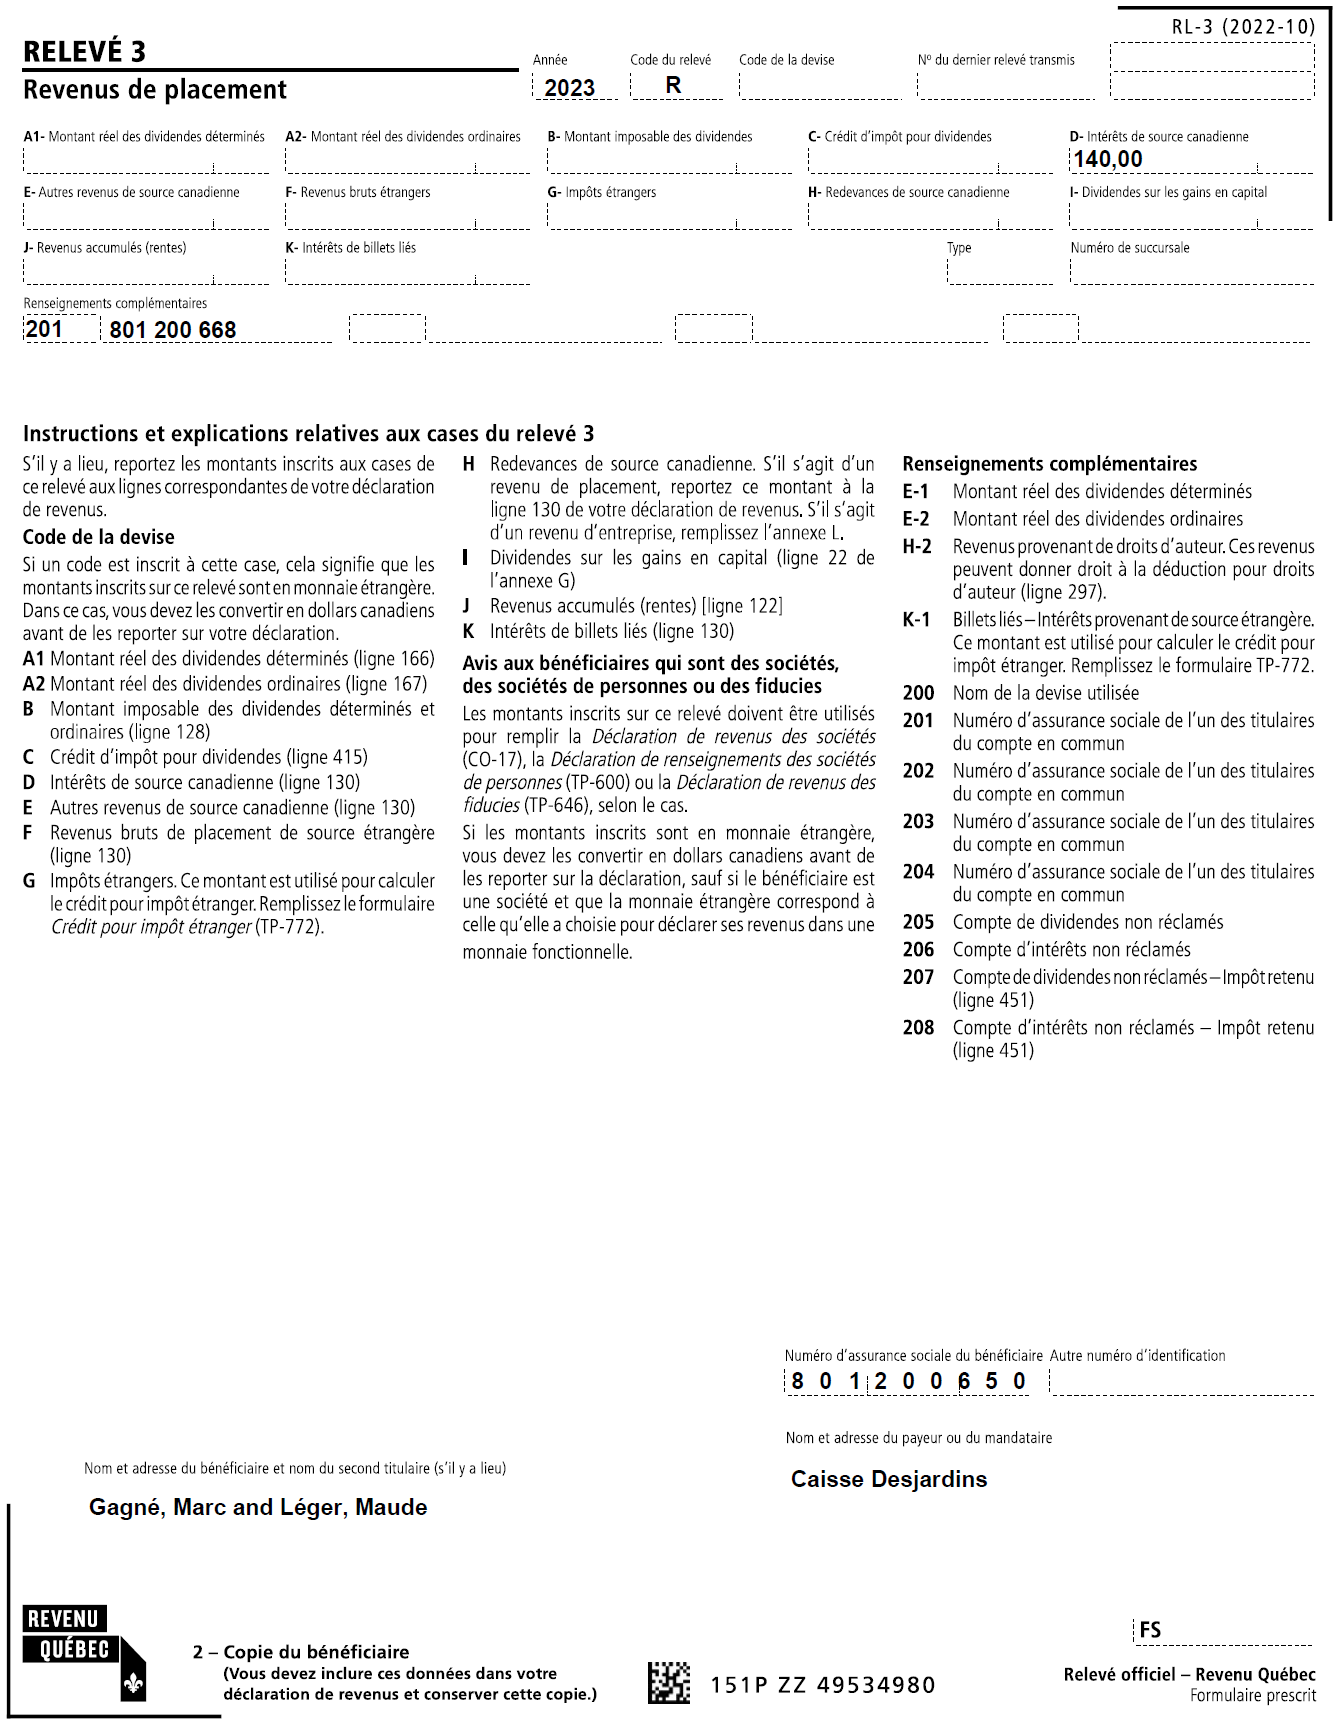 RL-3 (2022-10)
RELEVÉ 3
Revenus de placement
Année
2023
Code du relevé
R
Code de la devise
Nº du dernier relevé transmis
A1- Montant réel des dividendes déterminés
A2- Montant réel des dividendes ordinaires
B- Montant imposable des dividendes
C- Crédit d'impôt pour dividendes
D- Intérêts de source canadienne
140,00
E- Autres revenus de source canadienne
F- Revenus bruts étrangers
G- Impôts étrangers
H- Redevances de source canadienne
I- Dividendes sur les gains en capital
J- Revenus accumulés (rentes)
K- Intérêts de billets liés
Type
Numéro de succursale
Renseignements complémentaires
201 801 200 668
Instructions et explications relatives aux cases du relevé 3
S'il y a lieu, reportez les montants inscrits aux cases de
ce relevé aux lignes correspondantes de votre déclaration
de revenus.
Code de la devise
Si un code est inscrit à cette case, cela signifie que les
montants inscrits sur ce relevé sont en monnaie étrangère.
Dans ce cas, vous devez les convertir en dollars canadiens
avant de les reporter sur votre déclaration.
A1 Montant réel des dividendes déterminés (ligne 166)
A2 Montant réel des dividendes ordinaires (ligne 167)
B Montant imposable des dividendes déterminés et
ordinaires (ligne 128)
C Crédit d'impôt pour dividendes (ligne 415)
D Intérêts de source canadienne (ligne 130)
E Autres revenus de source canadienne (ligne 130)
F Revenus bruts de placement de source étrangère
(ligne 130)
G Impôts étrangers. Ce montant est utilisé pour calculer
le crédit pour impôt étranger. Remplissez le formulaire
Crédit pour impôt étranger (TP-772).
H Redevances de source canadienne. S'il s'agit d'un
revenu de placement, reportez ce montant à la
ligne 130 de votre déclaration de revenus. S'il s'agit
d'un revenu d'entreprise, remplissez l'annexe L.
I Dividendes sur les gains en capital (ligne 22 de
l'annexe G)
J Revenus accumulés (rentes) [ligne 122]
K Intérêts de billets liés (ligne 130)
Avis aux bénéficiaires qui sont des sociétés,
des sociétés de personnes ou des fiducies
Les montants inscrits sur ce relevé doivent être utilisés
pour remplir la Déclaration de revenus des sociétés
(CO-17), la Déclaration de renseignements des sociétés
de personnes (TP-600) ou la Déclaration de revenus des
fiducies (TP-646), selon le cas.
Si les montants inscrits sont en monnaie étrangère,
vous devez les convertir en dollars canadiens avant de
les reporter sur la déclaration, sauf si le bénéficiaire est
une société et que la monnaie étrangère correspond à
celle qu'elle a choisie pour déclarer ses revenus dans une
monnaie fonctionnelle.
Renseignements complémentaires
E-1 Montant réel des dividendes déterminés
E-2 Montant réel des dividendes ordinaires
H-2 Revenus provenant de droits d'auteur. Ces revenus
peuvent donner droit à la déduction pour droits
d'auteur (ligne 297).
K-1 Billets liés – Intérêts provenant de source étrangère.
Ce montant est utilisé pour calculer le crédit pour
impôt étranger. Remplissez le formulaire TP-772.
200 Nom de la devise utilisée
201 Numéro d'assurance sociale de l'un des titulaires
du compte en commun
202 Numéro d'assurance sociale de l'un des titulaires
du compte en commun
203 Numéro d'assurance sociale de l'un des titulaires
du compte en commun
204 Numéro d'assurance sociale de l'un des titulaires
du compte en commun
205 Compte de dividendes non réclamés
206 Compte d'intérêts non réclamés
207 Compte de dividendes non réclamés – Impôt retenu
(ligne 451)
208 Compte d'intérêts non réclamés – Impôt retenu
(ligne 451)
Numéro d'assurance sociale du bénéficiaire
8 0 1 2 0 0 6 5 0
Autre numéro d'identification
Nom et adresse du payeur ou du mandataire
Caisse Desjardins
Nom et adresse du bénéficiaire et nom du second titulaire (s'il y a lieu)
Gagné, Marc and Léger, Maude
REVENU
QUÉBEC
2 – Copie du bénéficiaire
(Vous devez inclure ces données dans votre
déclaration de revenus et conserver cette copie.)
151P ZZ 49534980
FS
Relevé officiel – Revenu Québec
Formulaire prescrit